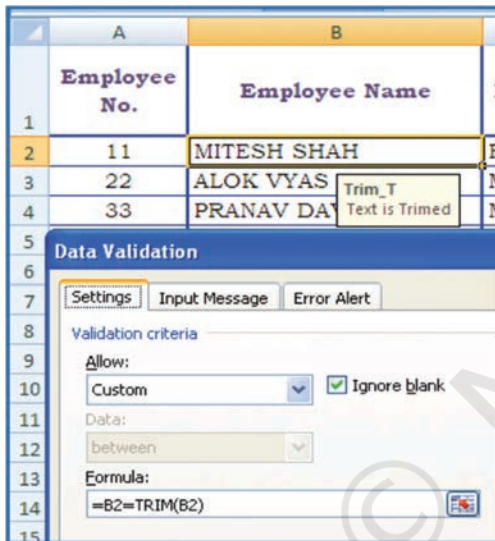 A B
Employee No. Employee Name
1
2 11 MITESH SHAH
3 22 ALOK VYAS
4 33 PRANAV
Trim_T
Text is Trimed
5
6
7
8
9
10
11
12
13
14
15
Data Validation
Settings Input Message Error Alert
Validation criteria
Allow:
Custom Ignore blank
Data:
between
Formula:
=B2=TRIM(B2)